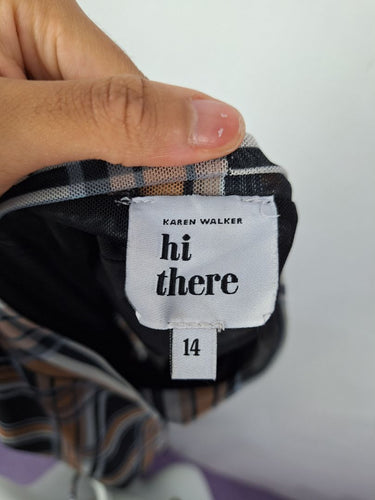 KAREN WALKER
hi
there
14